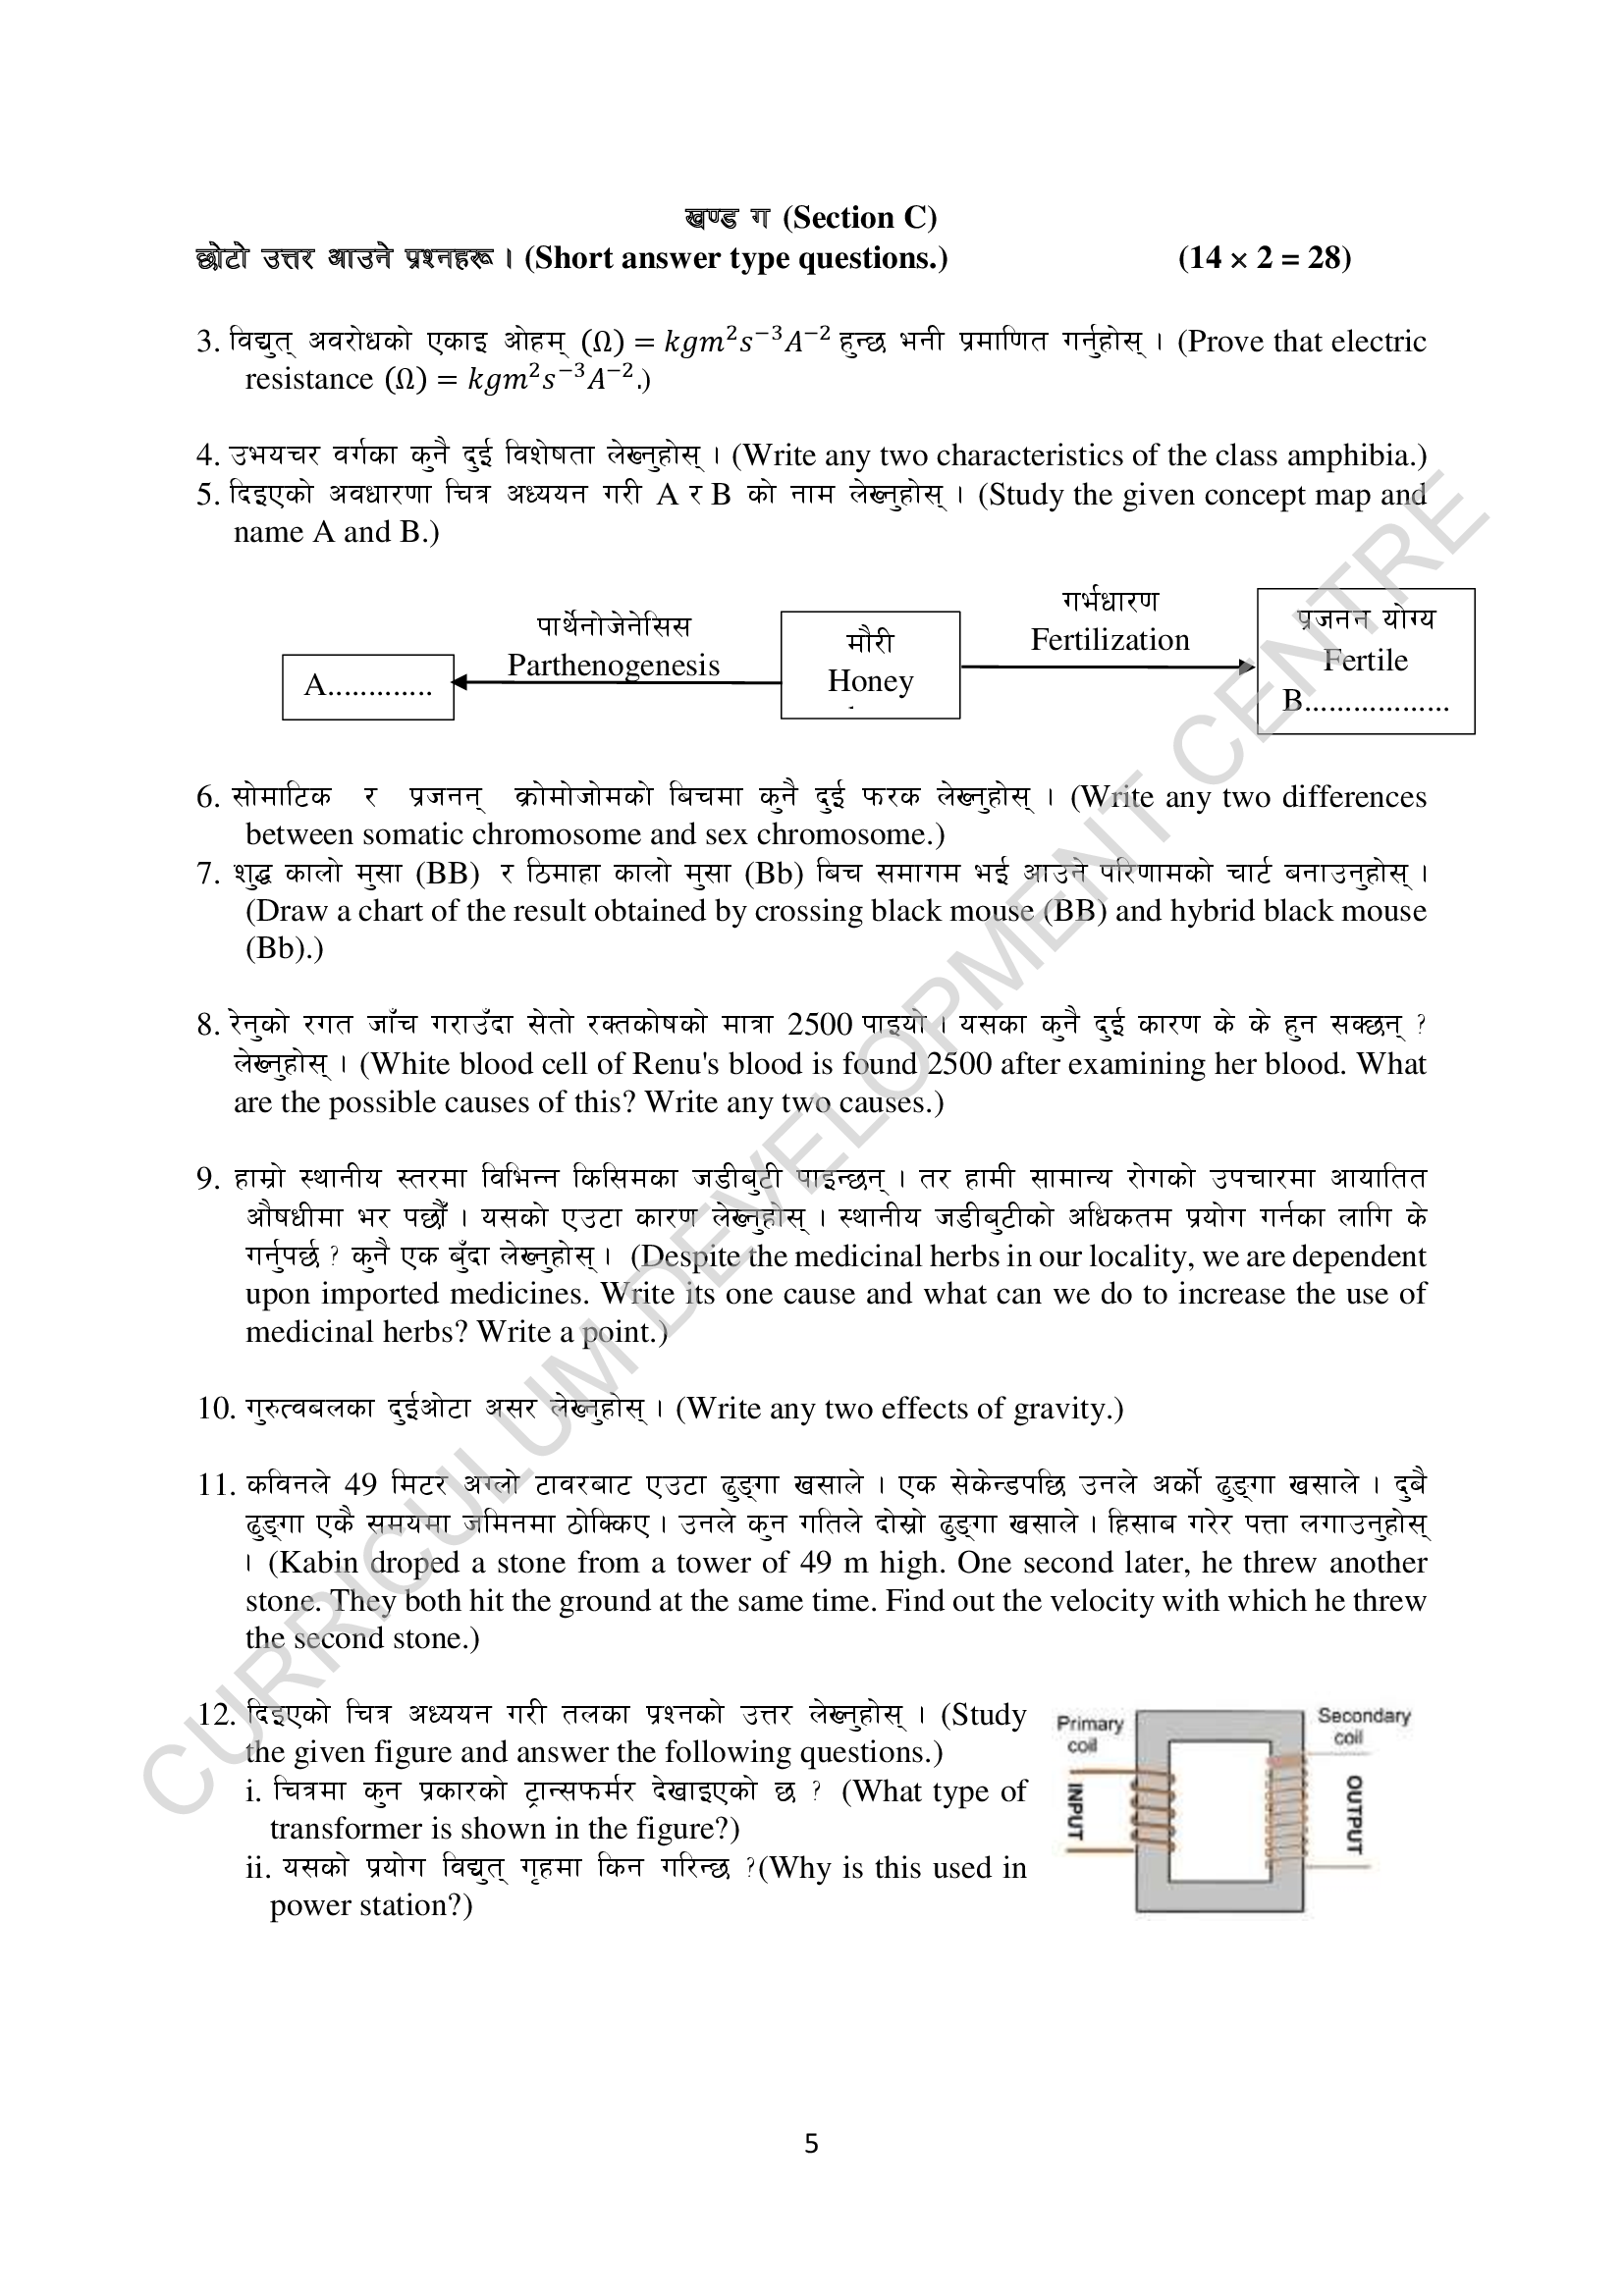 खण्ड ग (Section C)
छोटो उत्तर आउने प्रश्नहरू । (Short answer type questions.) (14 × 2 = 28)
3. विद्युत् अवरोधको एकाइ ओहम् (Ω) = kgm²s⁻³A⁻² हुन्छ भनी प्रमाणित गर्नुहोस् । (Prove that electric
resistance (Ω) = kgm²s⁻³A⁻².)
4. उभयचर वर्गका कुनै दुई विशेषता लेख्नुहोस् । (Write any two characteristics of the class amphibia.)
5. दिइएको अवधारणा चित्र अध्ययन गरी A र B को नाम लेख्नुहोस् । (Study the given concept map and
name A and B.)
पार्थेनोजेनेसिस
Parthenogenesis
A.............
मौरी
Honey
गर्भधारण
Fertilization
प्रजनन योग्य
Fertile
B..................
6. सोमाटिक र प्रजनन् क्रोमोजोमको बिचमा कुनै दुई फरक लेख्नुहोस् । (Write any two differences
between somatic chromosome and sex chromosome.)
7. शुद्ध कालो मुसा (BB) र ठिमाहा कालो मुसा (Bb) बिच समागम भई आउने परिणामको चार्ट बनाउनुहोस् ।
(Draw a chart of the result obtained by crossing black mouse (BB) and hybrid black mouse
(Bb).)
8. रेनुको रगत जाँच गराउँदा सेतो रक्तकोषको मात्रा 2500 पाइयो । यसका कुनै दुई कारण के के हुन सक्छन् ?
लेख्नुहोस् । (White blood cell of Renu's blood is found 2500 after examining her blood. What
are the possible causes of this? Write any two causes.)
9. हाम्रो स्थानीय स्तरमा विभिन्न किसिमका जडीबुटी पाइन्छन् । तर हामी सामान्य रोगको उपचारमा आयातित
औषधीमा भर पर्छौं । यसको एउटा कारण लेख्नुहोस् । स्थानीय जडीबुटीको अधिकतम प्रयोग गर्नका लागि के
गर्नुपर्छ ? कुनै एक बुँदा लेख्नुहोस् । (Despite the medicinal herbs in our locality, we are dependent
upon imported medicines. Write its one cause and what can we do to increase the use of
medicinal herbs? Write a point.)
10. गुरुत्वबलका दुईओटा असर लेख्नुहोस् । (Write any two effects of gravity.)
11. कविनले 49 मिटर अग्लो टावरबाट एउटा ढुङ्गा खसाले । एक सेकेन्डपछि उनले अर्को ढुङ्गा खसाले । दुबै
ढुङ्गा एकै समयमा जमिनमा ठोक्किए । उनले कुन गतिले दोस्रो ढुङ्गा खसाले । हिसाब गरेर पत्ता लगाउनुहोस्
। (Kabin droped a stone from a tower of 49 m high. One second later, he threw another
stone. They both hit the ground at the same time. Find out the velocity with which he threw
the second stone.)
12. दिइएको चित्र अध्ययन गरी तलका प्रश्नको उत्तर लेख्नुहोस् । (Study
the given figure and answer the following questions.)
i. चित्रमा कुन प्रकारको ट्रान्सफर्मर देखाइएको छ ? (What type of
transformer is shown in the figure?)
ii. यसको प्रयोग विद्युत् गृहमा किन गरिन्छ ?(Why is this used in
power station?)
Primary
coil
INPUT
Secondary
coil
OUTPUT
CURRICULUM DEVELOPMENT CENTRE
5